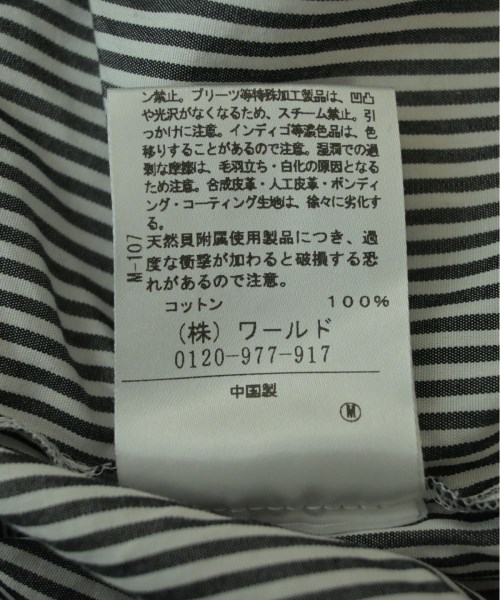 ン禁止。プリーツ等特殊加工製品は、凹凸
や光沢がなくなるため、スチーム禁止。引
っかけに注意。インディゴ等濃色品は、色
移りすることがあるので注意。湿潤での過
剰な摩擦は、毛羽立ち・白化の原因となる
ため注意。合成皮革・人工皮革・ボンディ
ング・コーティング生地は、徐々に劣化す
る。
M-107
天然貝附属使用製品につき、過
度な衝撃が加わると破損する恐
れがあるので注意。
コットン 100%
(株) ワールド
0120-977-917
中国製
Ⓜ